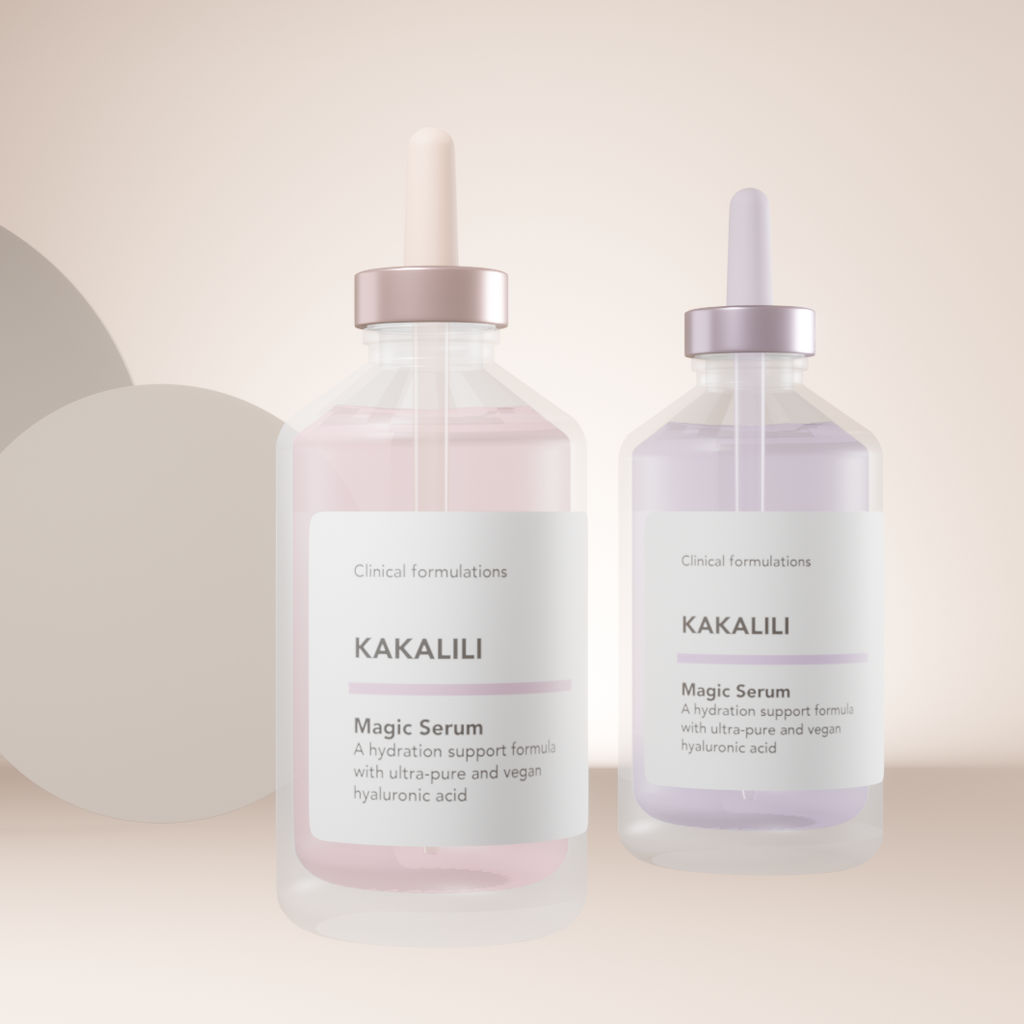 Clinical formulations
KAKALILI
Magic Serum
A hydration support formula
with ultra-pure and vegan
hyaluronic acid
Clinical formulations
KAKALILI
Magic Serum
A hydration support formula
with ultra-pure and vegan
hyaluronic acid